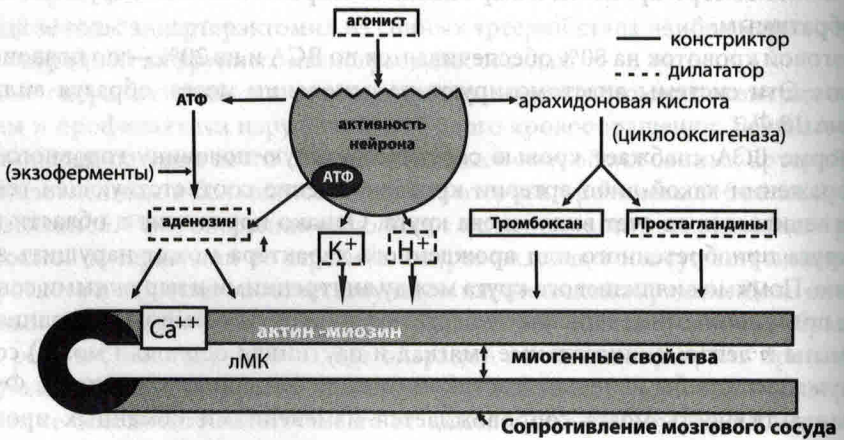 агонист
констриктор
дилататор
АТФ
активность
нейрона
арахидоновая кислота
(циклооксигеназа)
АТФ
(экзоферменты)
аденозин
K+
H+
Тромбоксан
Простагландины
Ca++
актин -миозин
лМК
миогенные свойства
Сопротивление мозгового сосуда